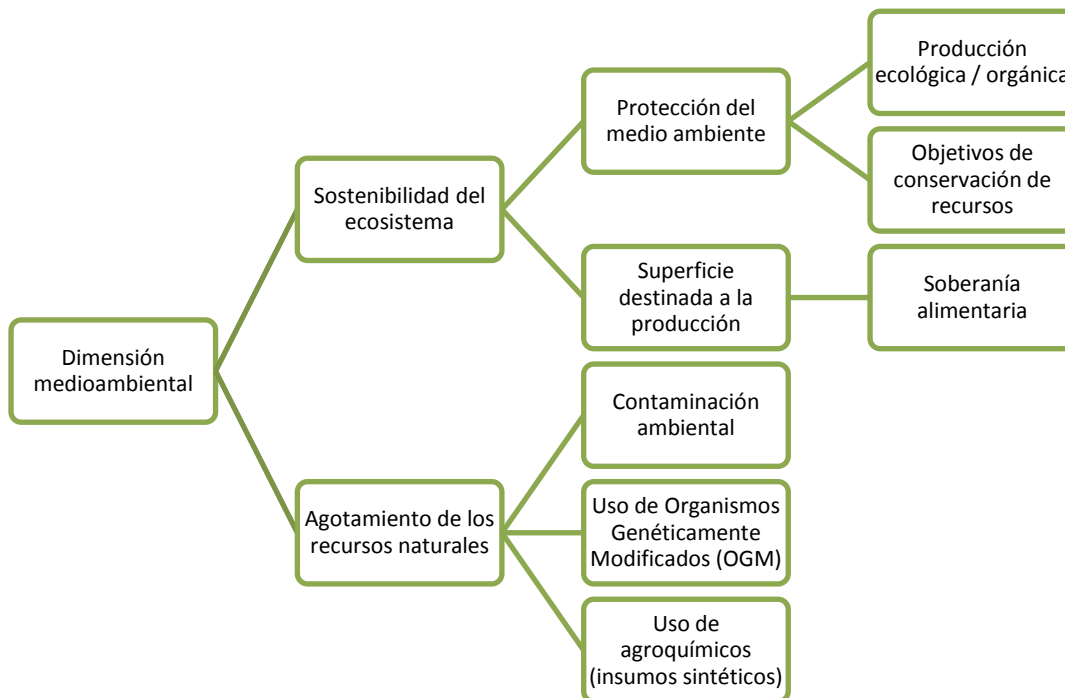 Dimensión
medioambiental
Sostenibilidad del
ecosistema
Protección del
medio ambiente
Producción
ecológica / orgánica
Objetivos de
conservación de
recursos
Superficie
destinada a la
producción
Soberanía
alimentaria
Agotamiento de los
recursos naturales
Contaminación
ambiental
Uso de Organismos
Genéticamente
Modificados (OGM)
Uso de
agroquímicos
(insumos sintéticos)